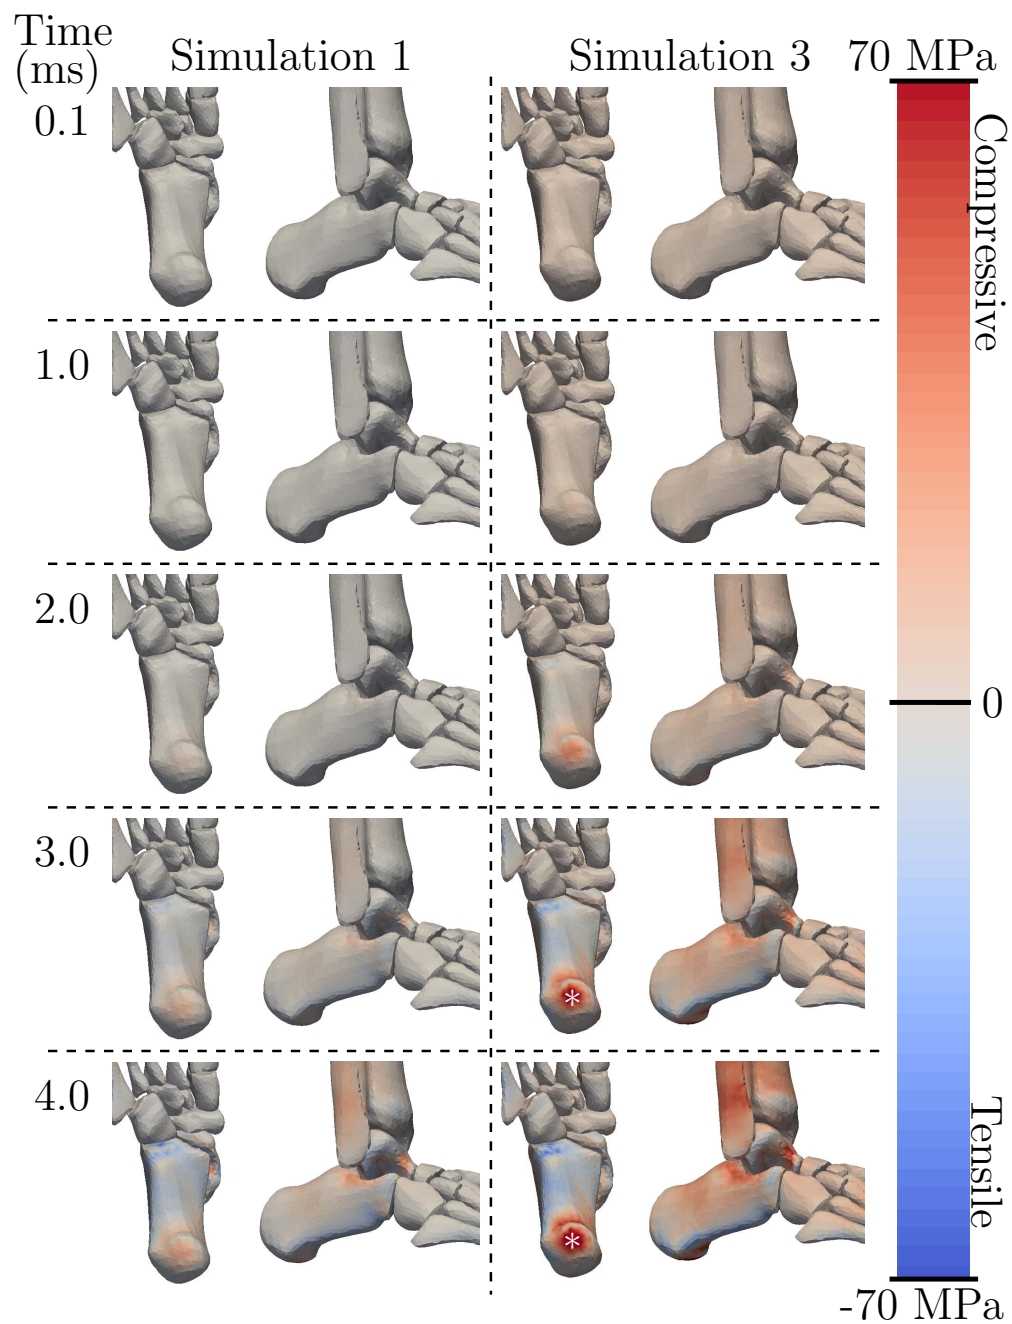 Time
(ms)
Simulation 1
Simulation 3
70 MPa
0.1
Compressive
1.0
2.0
0
3.0
*
4.0
*
Tensile
-70 MPa